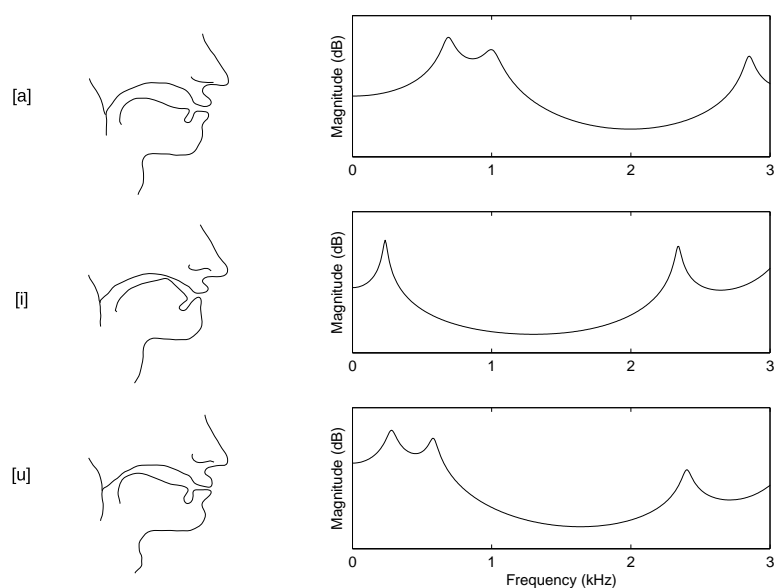 [a]
Magnitude (dB)
0 1 2 3
[i]
Magnitude (dB)
0 1 2 3
[u]
Magnitude (dB)
0 1 2 3
Frequency (kHz)